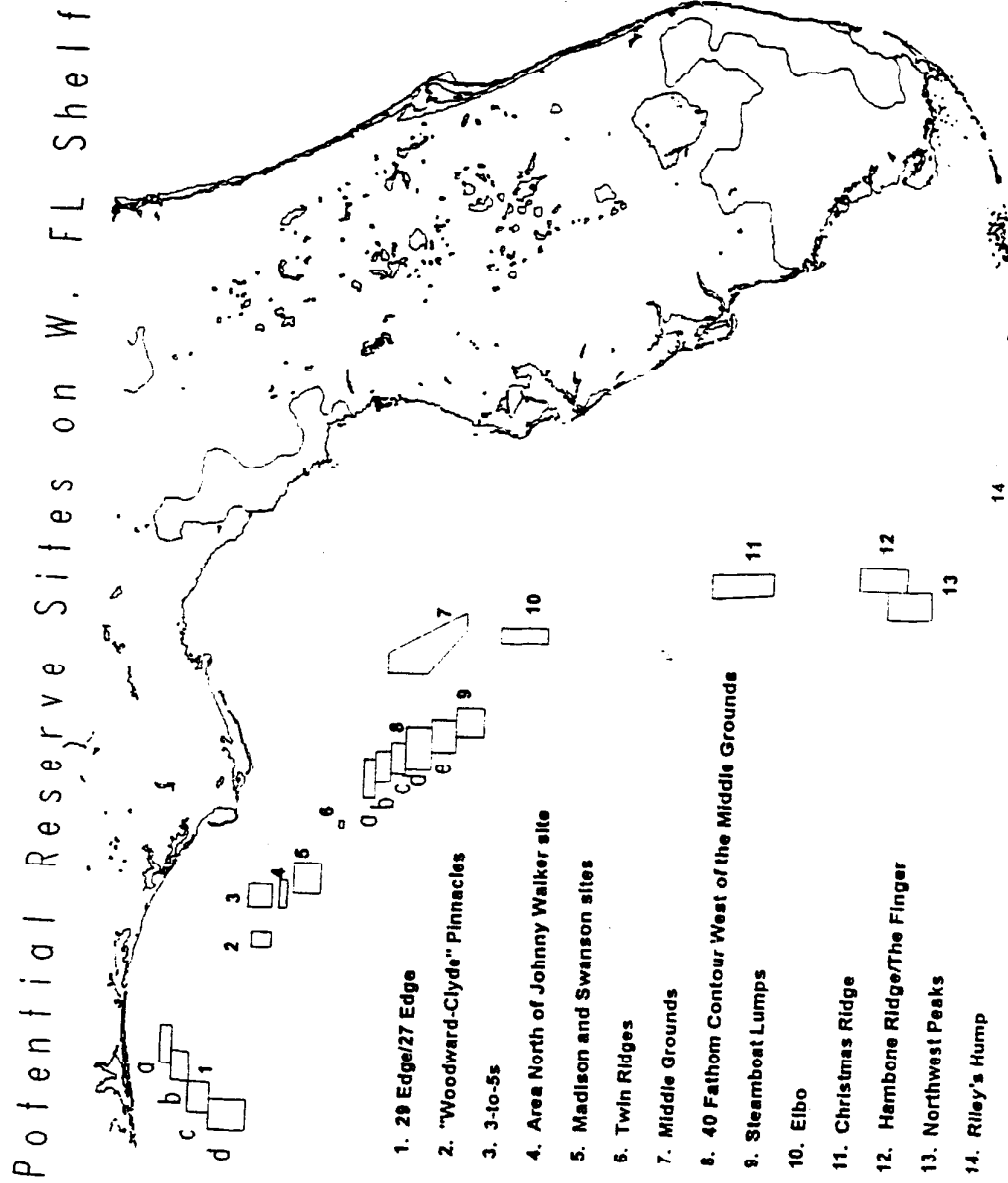 Potential Reserve Sites on W. FL Shelf
a
b
c
d
1
2
3
4
5
6
a
b
c
d
e
8
9
7
10
11
12
13
14
1. 29 Edge/27 Edge
2. "Woodward-Clyde" Pinnacles
3. 3-to-5s
4. Area North of Johnny Walker site
5. Madison and Swanson sites
6. Twin Ridges
7. Middle Grounds
8. 40 Fathom Contour West of the Middle Grounds
9. Steamboat Lumps
10. Elbo
11. Christmas Ridge
12. Hambone Ridge/The Finger
13. Northwest Peaks
14. Riley's Hump